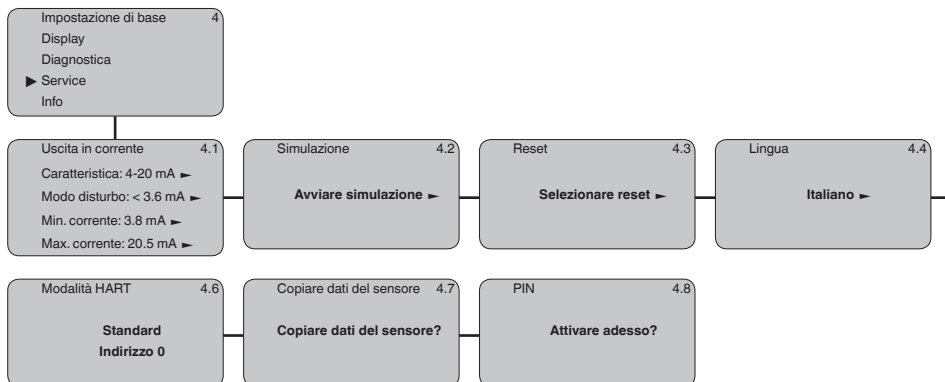 Impostazione di base 4
Display
Diagnostica
Service
Info
Uscita in corrente 4.1
Caratteristica: 4-20 mA
Modo disturbo: < 3.6 mA
Min. corrente: 3.8 mA
Max. corrente: 20.5 mA
Simulazione 4.2
Avviare simulazione
Reset 4.3
Selezionare reset
Lingua 4.4
Italiano
Modalità HART 4.6
Standard
Indirizzo 0
Copiare dati del sensore 4.7
Copiare dati del sensore?
PIN 4.8
Attivare adesso?